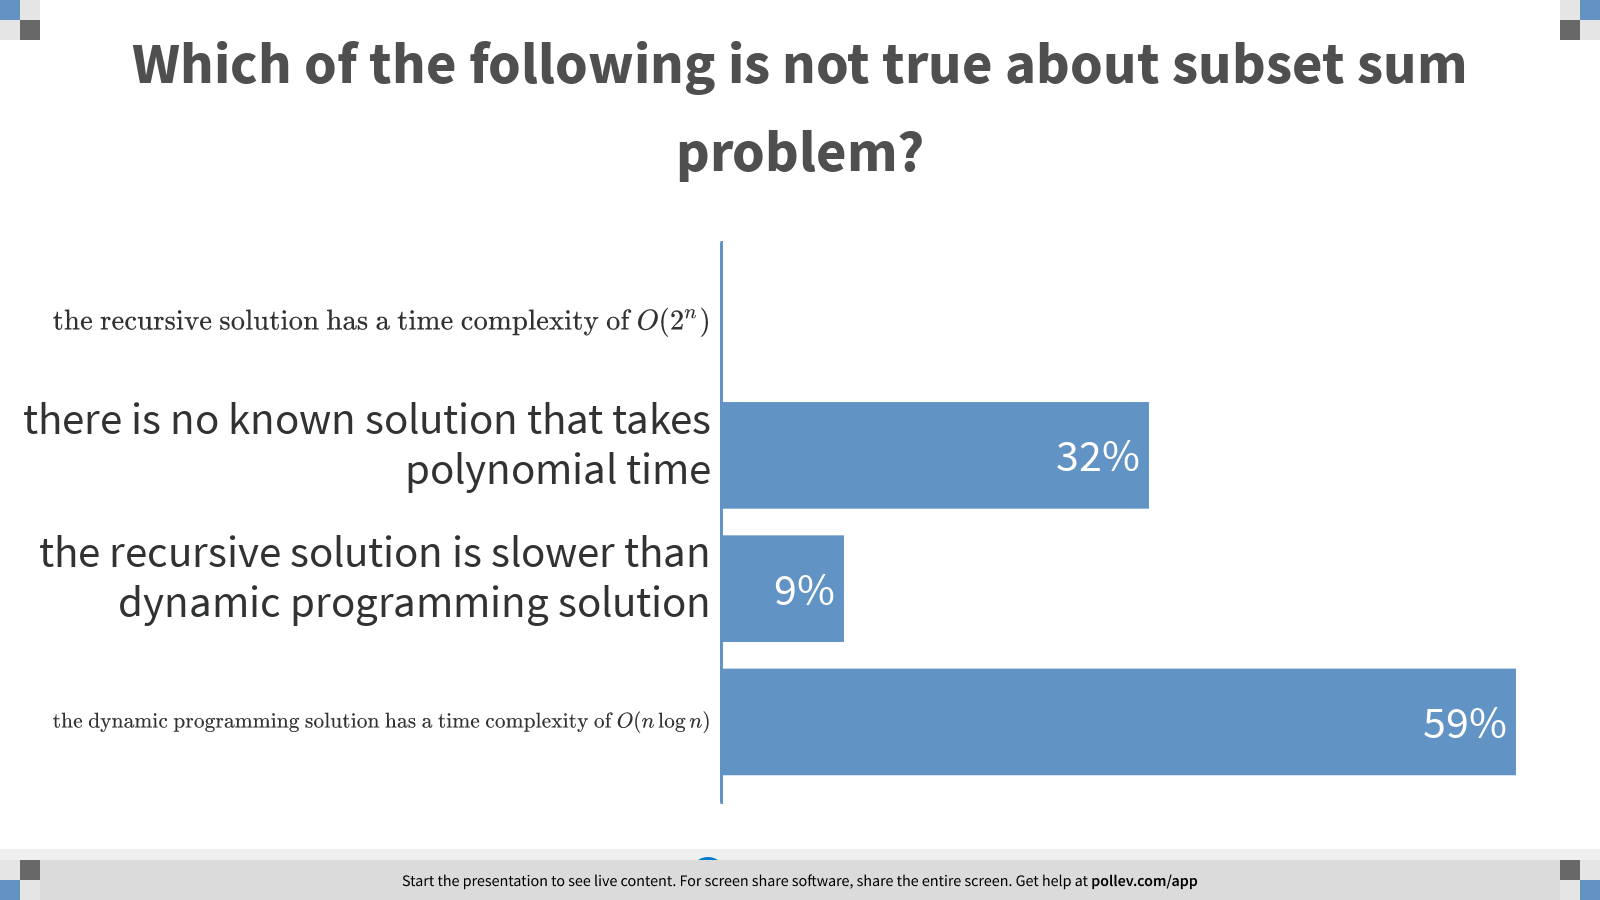 Which of the following is not true about subset sum
problem?
the recursive solution has a time complexity of O(2ⁿ)
there is no known solution that takes
polynomial time
32%
the recursive solution is slower than
dynamic programming solution
9%
the dynamic programming solution has a time complexity of O(n log n)
59%
Start the presentation to see live content. For screen share software, share the entire screen. Get help at pollev.com/app